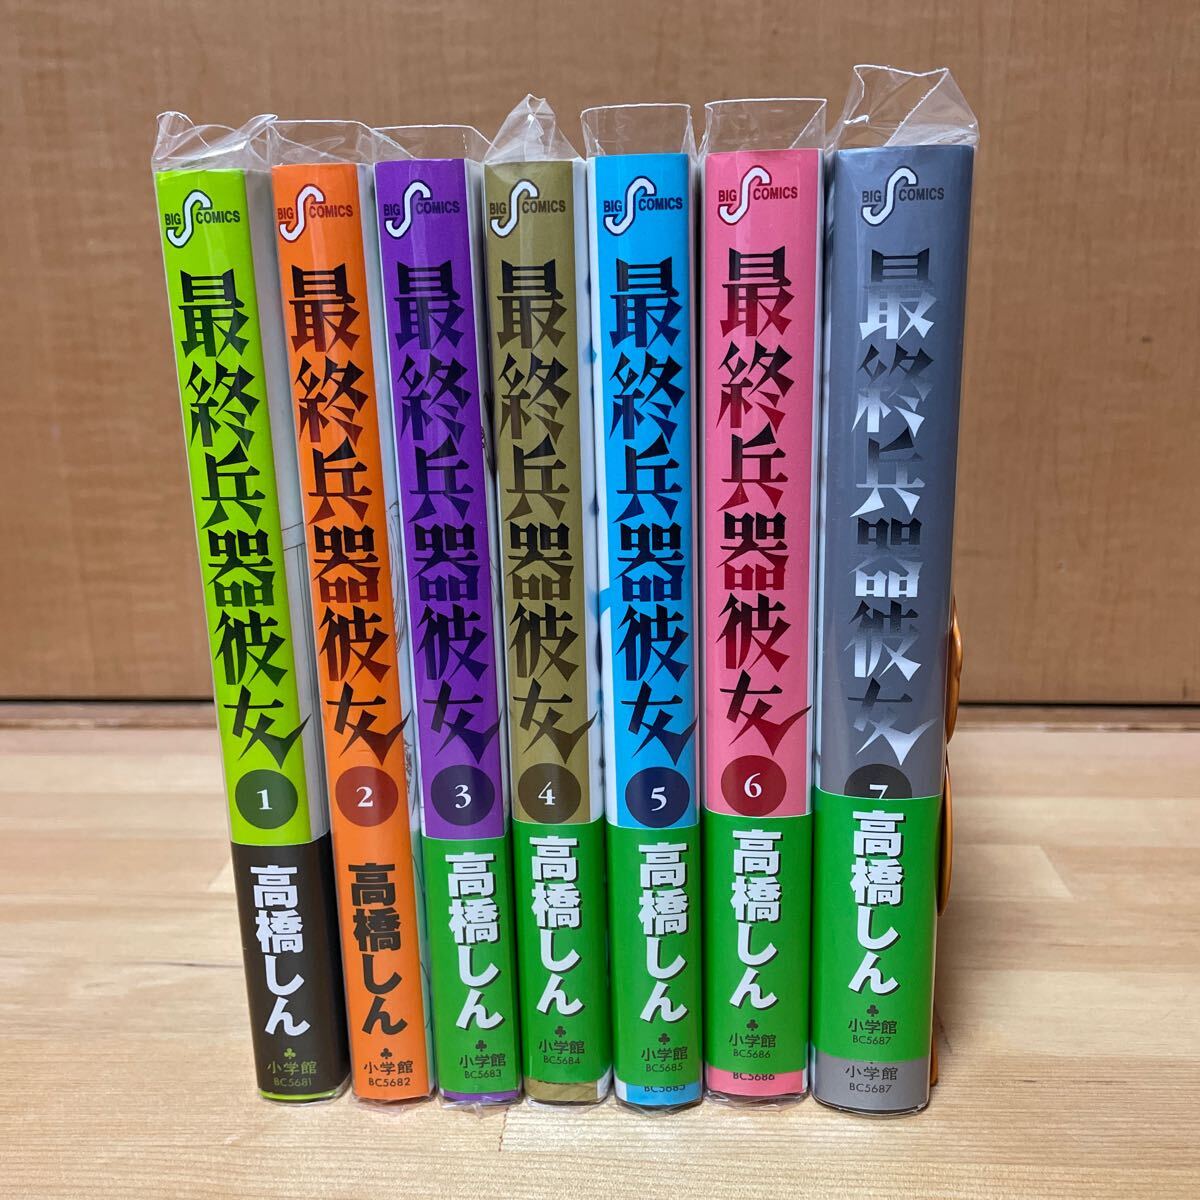 BIG S COMICS
最終兵器彼女
1
高橋しん
小学館
BC5681
BIG S COMICS
最終兵器彼女
2
高橋しん
小学館
BC5682
BIG S COMICS
最終兵器彼女
3
高橋しん
小学館
BC5683
BIG S COMICS
最終兵器彼女
4
高橋しん
小学館
BC5684
BIG S COMICS
最終兵器彼女
5
高橋しん
小学館
BC5685
BC5685
BIG S COMICS
最終兵器彼女
6
高橋しん
小学館
BC5686
BC5686
BIG S COMICS
最終兵器彼女
7
高橋しん
小学館
BC5687
小学館
BC5687